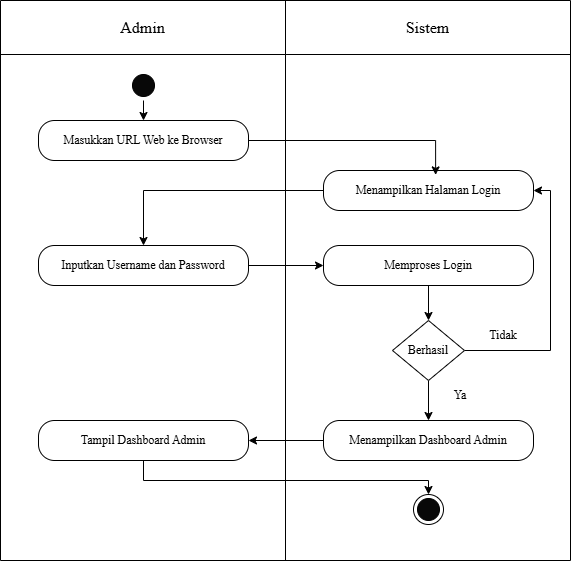 Admin
Sistem
Masukkan URL Web ke Browser
Menampilkan Halaman Login
Inputkan Username dan Password
Memproses Login
Berhasil
Tidak
Ya
Tampil Dashboard Admin
Menampilkan Dashboard Admin